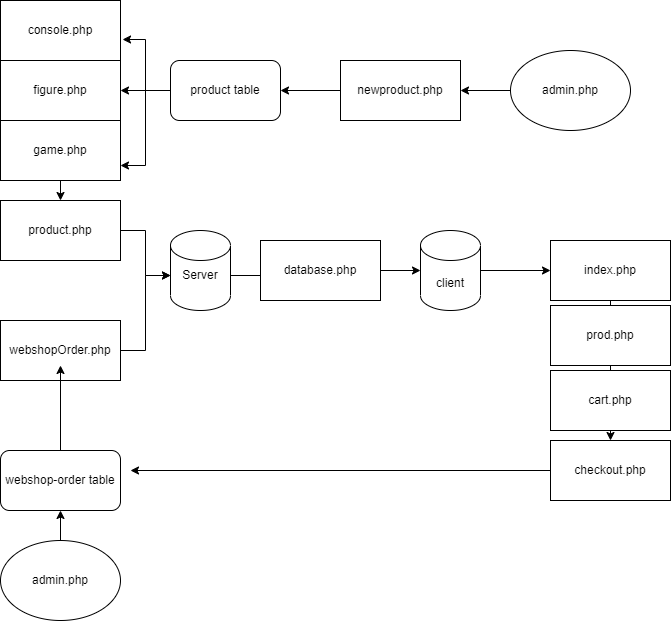 console.php
figure.php
product table
newproduct.php
admin.php
game.php
product.php
Server
database.php
client
index.php
prod.php
webshopOrder.php
cart.php
checkout.php
webshop-order table
admin.php